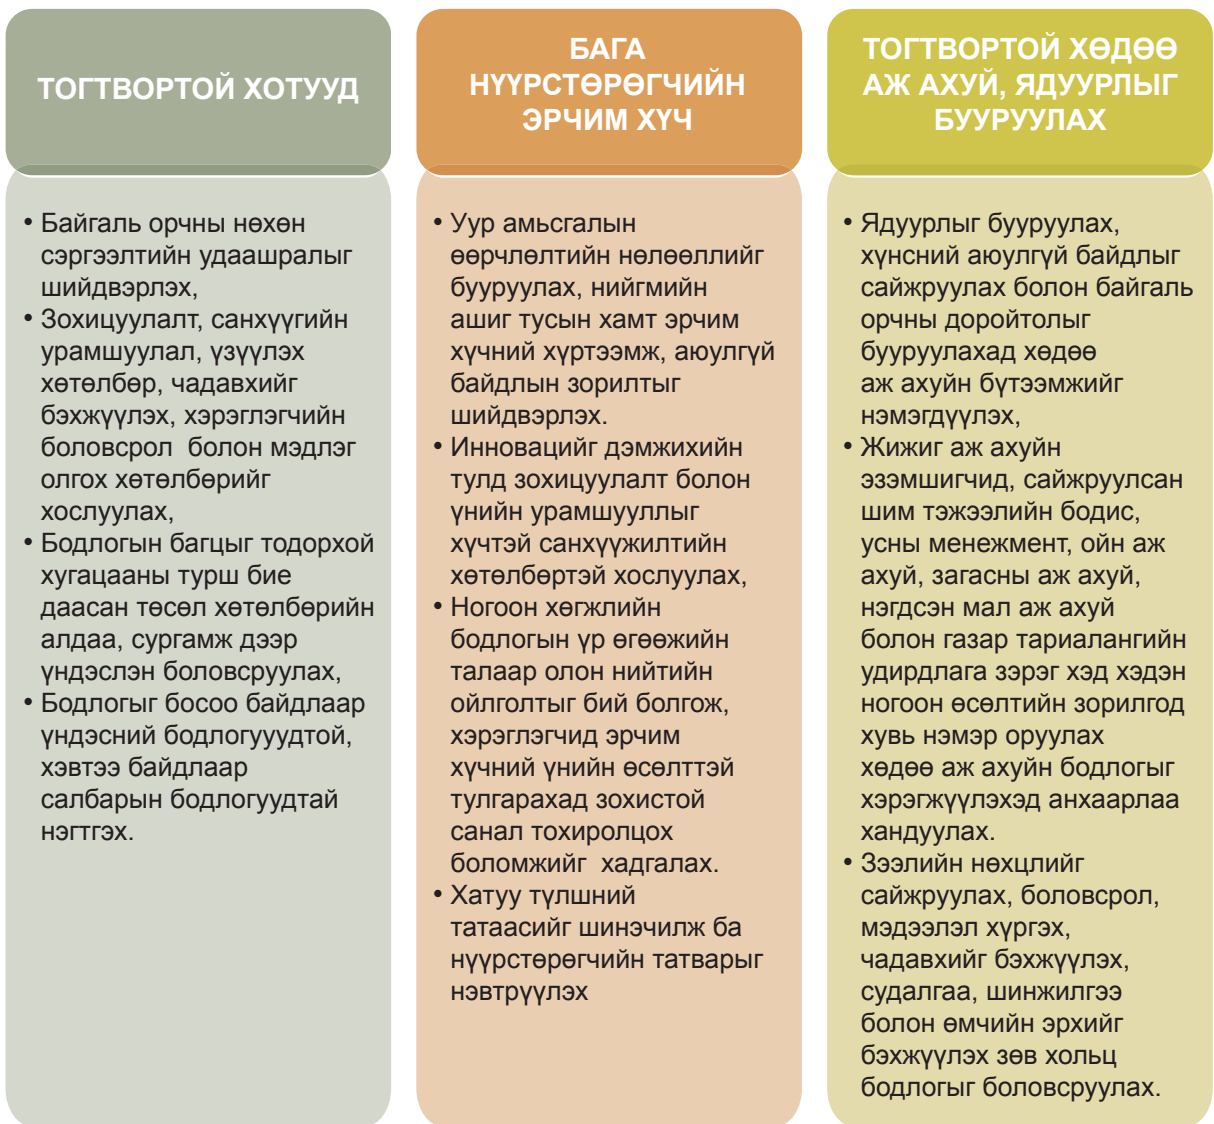 ТОГТВОРТОЙ ХОТУУД
• Байгаль орчны нөхөн
сэргээлтийн удаашралыг
шийдвэрлэх,
• Зохицуулалт, санхүүгийн
урамшуулал, үзүүлэх
хөтөлбөр, чадавхийг
бэхжүүлэх, хэрэглэгчийн
боловсрол болон мэдлэг
олгох хөтөлбөрийг
хослуулах,
• Бодлогын багцыг тодорхой
хугацааны турш бие
даасан төсөл хөтөлбөрийн
алдаа, сургамж дээр
үндэслэн боловсруулах,
• Бодлогыг босоо байдлаар
үндэсний бодлогууудтой,
хэвтээ байдлаар
салбарын бодлогуудтай
нэгтгэх.
БАГА
НҮҮРСТӨРӨГЧИЙН
ЭРЧИМ ХҮЧ
• Уур амьсгалын
өөрчлөлтийн нөлөөллийг
бууруулах, нийгмийн
ашиг тусын хамт эрчим
хүчний хүртээмж, аюулгүй
байдлын зорилтыг
шийдвэрлэх.
• Инновацийг дэмжихийн
тулд зохицуулалт болон
үнийн урамшууллыг
хүчтэй санхүүжилтийн
хөтөлбөртэй хослуулах,
• Ногоон хөгжлийн
бодлогын үр өгөөжийн
талаар олон нийтийн
ойлголтыг бий болгож,
хэрэглэгчид эрчим
хүчний үнийн өсөлттэй
тулгарахад зохистой
санал тохиролцох
боломжийг хадгалах.
• Хатуу түлшний
татаасийг шинэчилж ба
нүүрстөрөгчийн татварыг
нэвтрүүлэх
ТОГТВОРТОЙ ХӨДӨӨ
АЖ АХУЙ, ЯДУУРЛЫГ
БУУРУУЛАХ
• Ядуурлыг бууруулах,
хүнсний аюулгүй байдлыг
сайжруулах болон байгаль
орчны доройтолыг
бууруулахад хөдөө
аж ахуйн бүтээмжийг
нэмэгдүүлэх,
• Жижиг аж ахуйн
эзэмшигчид, сайжруулсан
шим тэжээлийн бодис,
усны менежмент, ойн аж
ахуй, загасны аж ахуй,
нэгдсэн мал аж ахуй
болон газар тариалангийн
удирдлага зэрэг хэд хэдэн
ногоон өсөлтийн зорилгод
хувь нэмэр оруулах
хөдөө аж ахуйн бодлогыг
хэрэгжүүлэхэд анхаарлаа
хандуулах.
• Зээлийн нөхцлийг
сайжруулах, боловсрол,
мэдээлэл хүргэх,
чадавхийг бэхжүүлэх,
судалгаа, шинжилгээ
болон өмчийн эрхийг
бэхжүүлэх зөв хольц
бодлогыг боловсруулах.